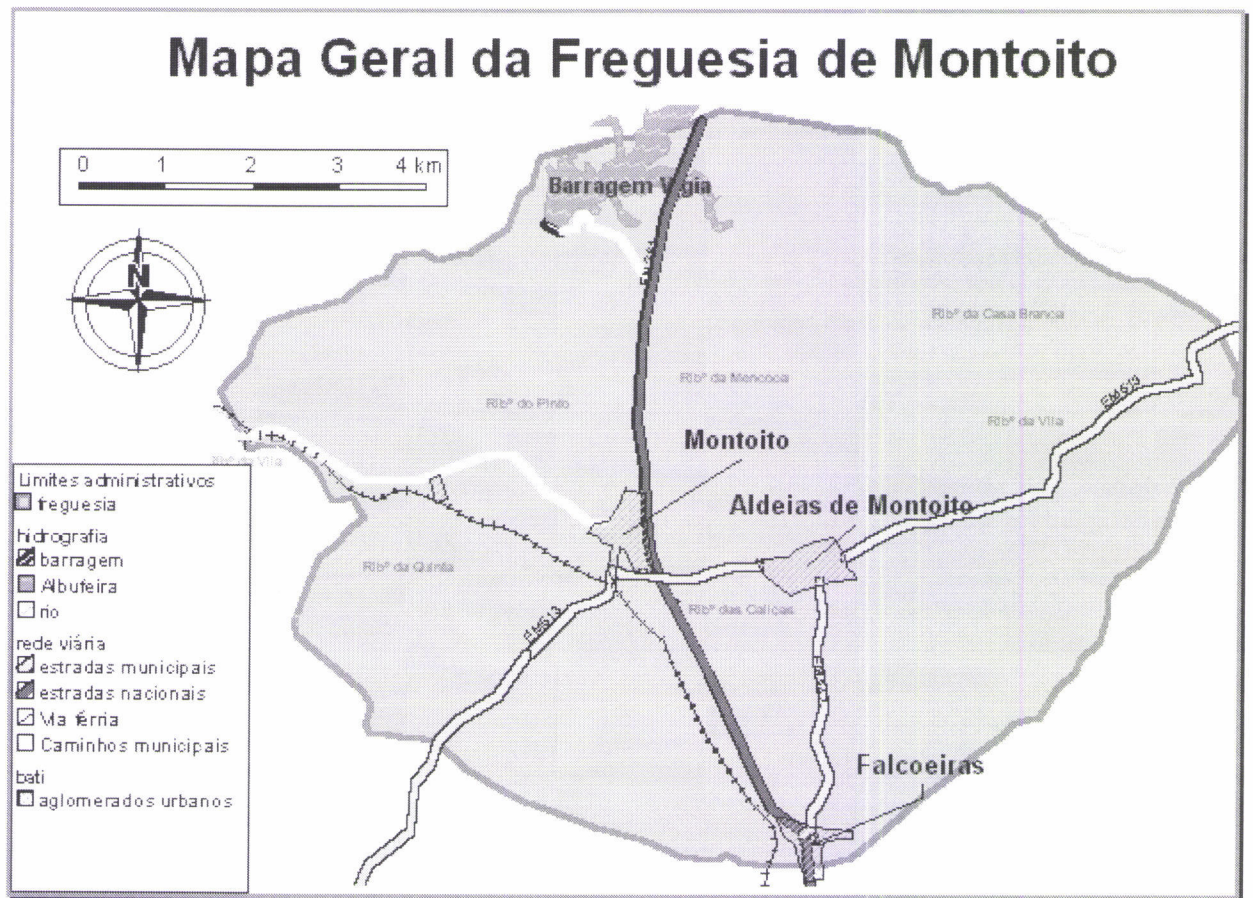 Mapa Geral da Freguesia de Montoito
0 1 2 3 4 km
N
Barragem Vigia
Ribª da Casa Branca
Ribª da Mencoca
EM513
Ribª do Pinto
Ribª da Vila
Montoito
Ribª da Vila
Aldeias de Montoito
Ribª da Quinta
Ribª das Caliças
EM513
Falcoeiras
Limites administrativos
freguesia
hidrografia
barragem
Albufeira
rio
rede viária
estradas municipais
estradas nacionais
Via férria
Caminhos municipais
bati
aglomerados urbanos